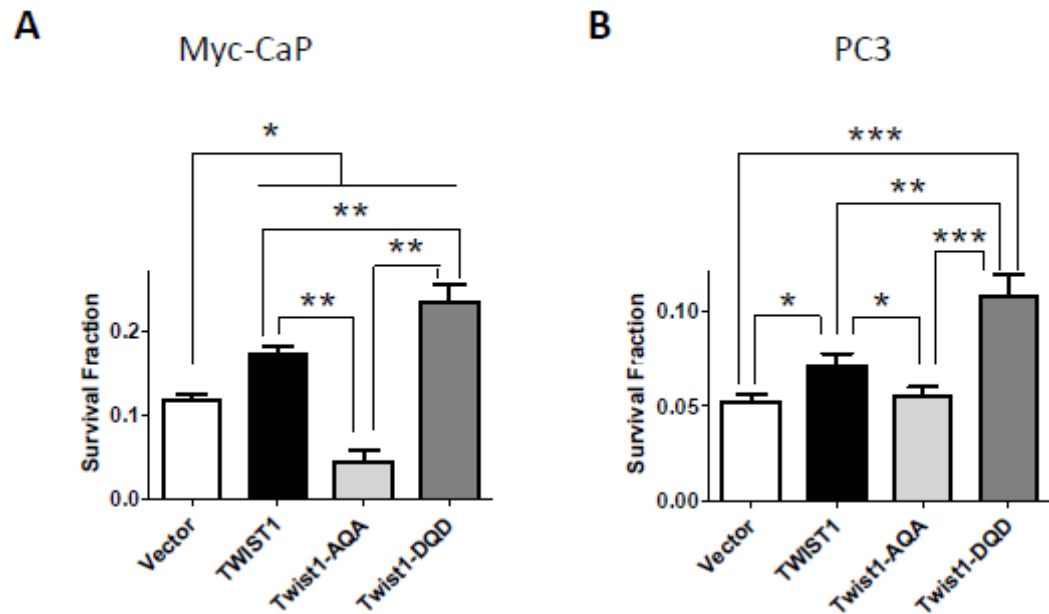 A
Myc-CaP
*
**
**
**
Survival Fraction
0.2
0.1
0.0
Vector
TWIST1
Twist1-AQA
Twist1-DQD
B
PC3
***
**
***
*
*
Survival Fraction
0.10
0.05
0.00
Vector
TWIST1
Twist1-AQA
Twist1-DQD